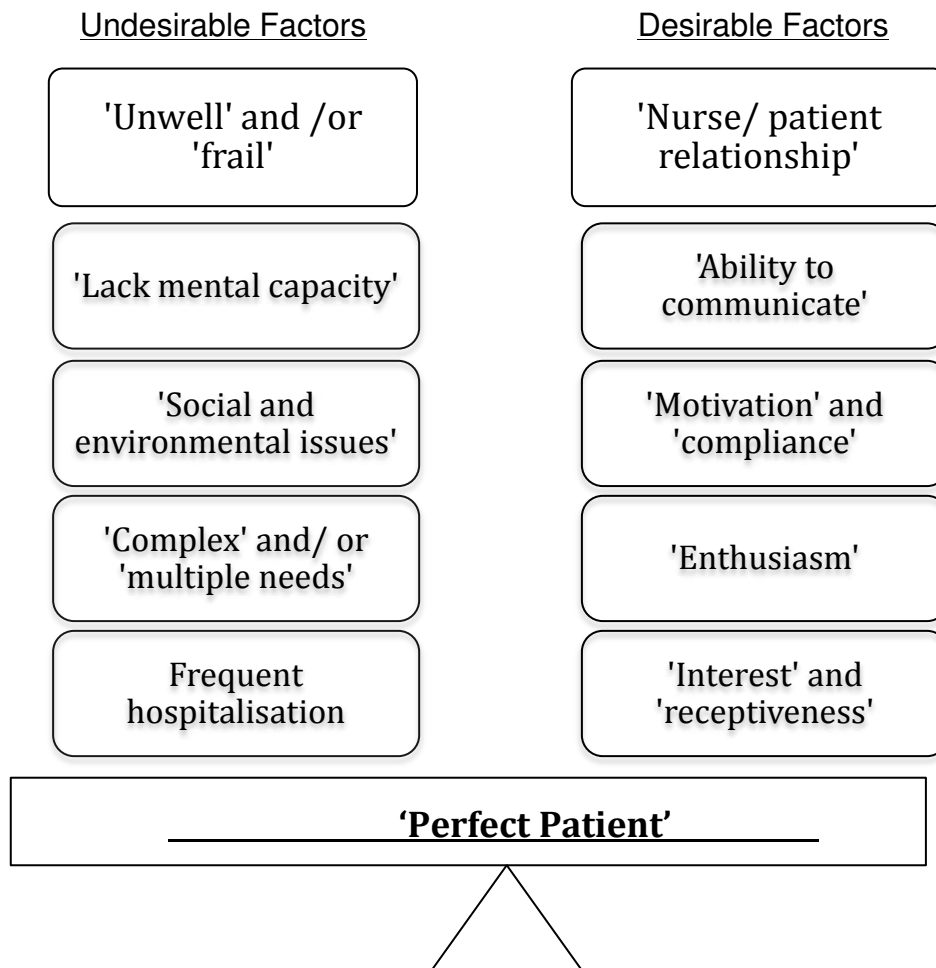 Undesirable Factors
'Unwell' and /or
'frail'
'Lack mental capacity'
'Social and
environmental issues'
'Complex' and/ or
'multiple needs'
Frequent
hospitalisation
Desirable Factors
'Nurse/ patient
relationship'
'Ability to
communicate'
'Motivation' and
'compliance'
'Enthusiasm'
'Interest' and
'receptiveness'
‘Perfect Patient’